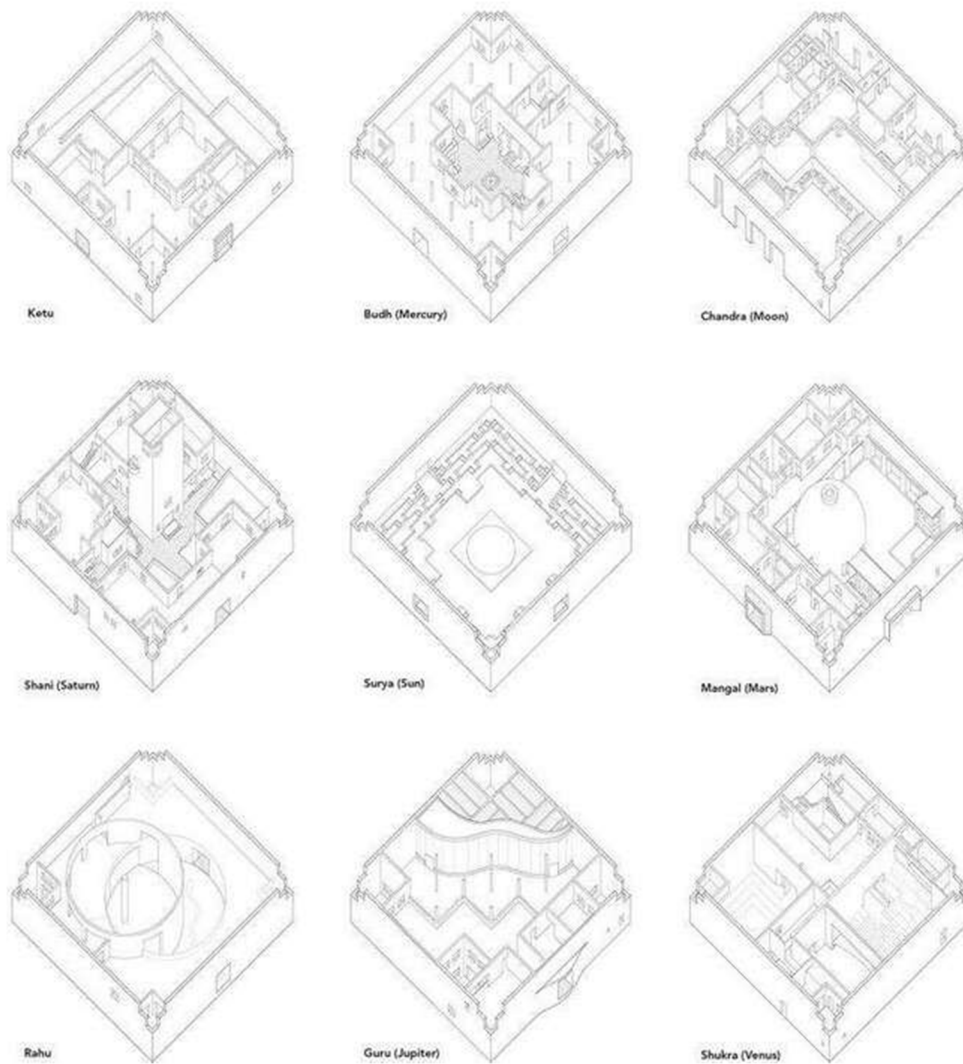 Ketu
Budh (Mercury)
Chandra (Moon)
Shani (Saturn)
Surya (Sun)
Mangal (Mars)
Rahu
Guru (Jupiter)
Shukra (Venus)